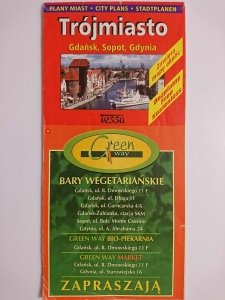 PLANY MIAST • CITY PLANS • STADTPLANEN
Trójmiasto
Gdańsk, Sopot, Gdynia
Tessa
Green
Way
BARY WEGETARIAŃSKIE
Gdańsk, ul. R. Dmowskiego 11 F
Gdańsk, ul. Długa 11
Gdańsk, ul. Garncarska 4/6
Gdańsk-Żabianka, stacja SKM
Sopot, ul. Boh. Monte Cassino
Gdynia, ul. A. Abrahama 24
GREEN WAY BIO-PIEKARNIA
Gdańsk, ul. R. Dmowskiego 11 F
GREEN WAY MARKET
Gdańsk, ul. R. Dmowskiego 11 F
Gdynia, ul. Starowiejska 16
ZAPRASZAJĄ